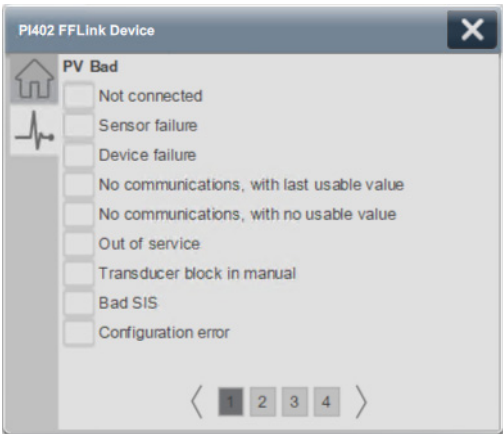 PI402 FFLink Device
PV Bad
Not connected
Sensor failure
Device failure
No communications, with last usable value
No communications, with no usable value
Out of service
Transducer block in manual
Bad SIS
Configuration error
1 2 3 4